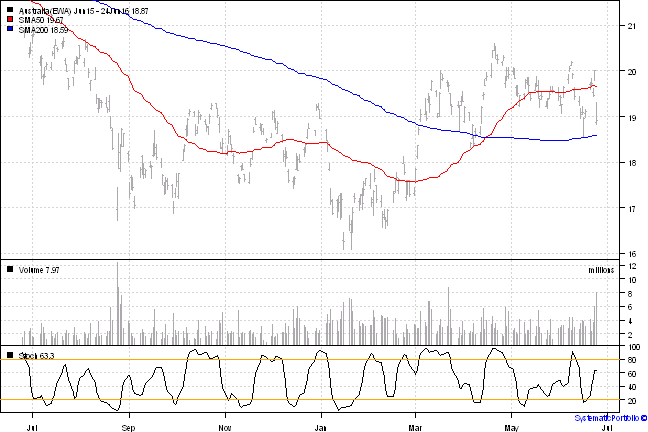 Australia(EWA) Jun 15 - 24Jun16 18.87
SMA50 19.67
SMA200 18.59
21
20
19
18
17
16
Volume 7.97
millions
12
10
8
6
4
2
Stoch 63.3
100
80
60
40
20
Jul Sep Nov Jan Mar May Jul
SystematicPortfolio ©